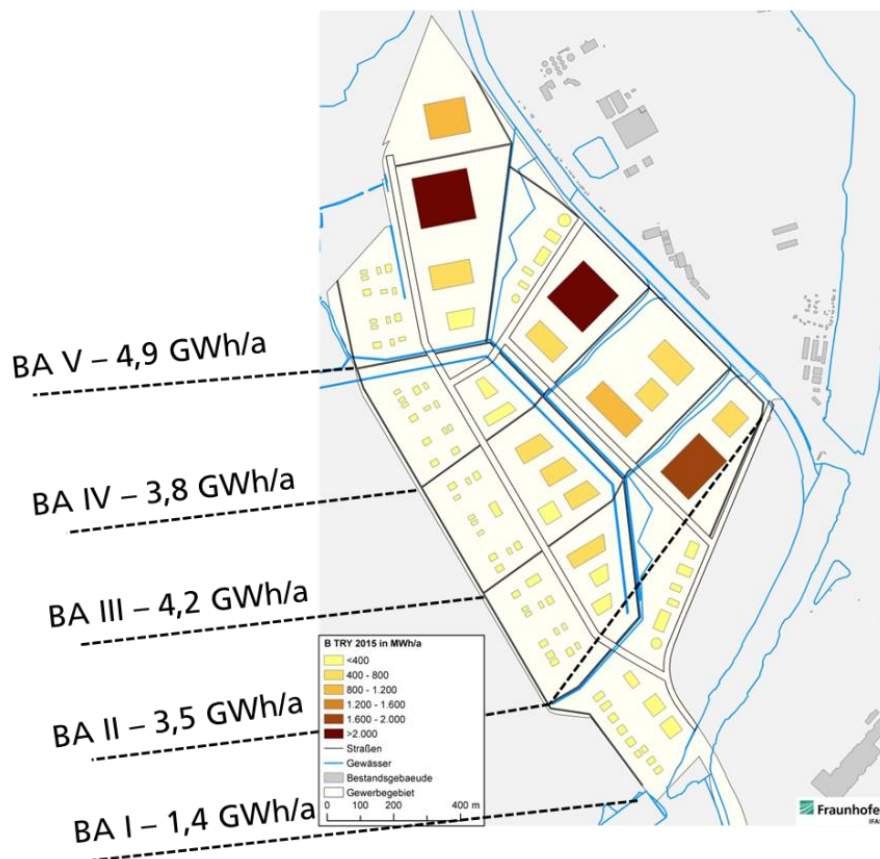 BA V – 4,9 GWh/a
BA IV – 3,8 GWh/a
BA III – 4,2 GWh/a
BA II – 3,5 GWh/a
BA I – 1,4 GWh/a
B TRY 2015 in MWh/a
<400
400 - 800
800 - 1.200
1.200 - 1.600
1.600 - 2.000
>2.000
Straßen
Gewässer
Bestandsgebaeude
Gewerbegebiet
0 100 200 400 m
Fraunhofer